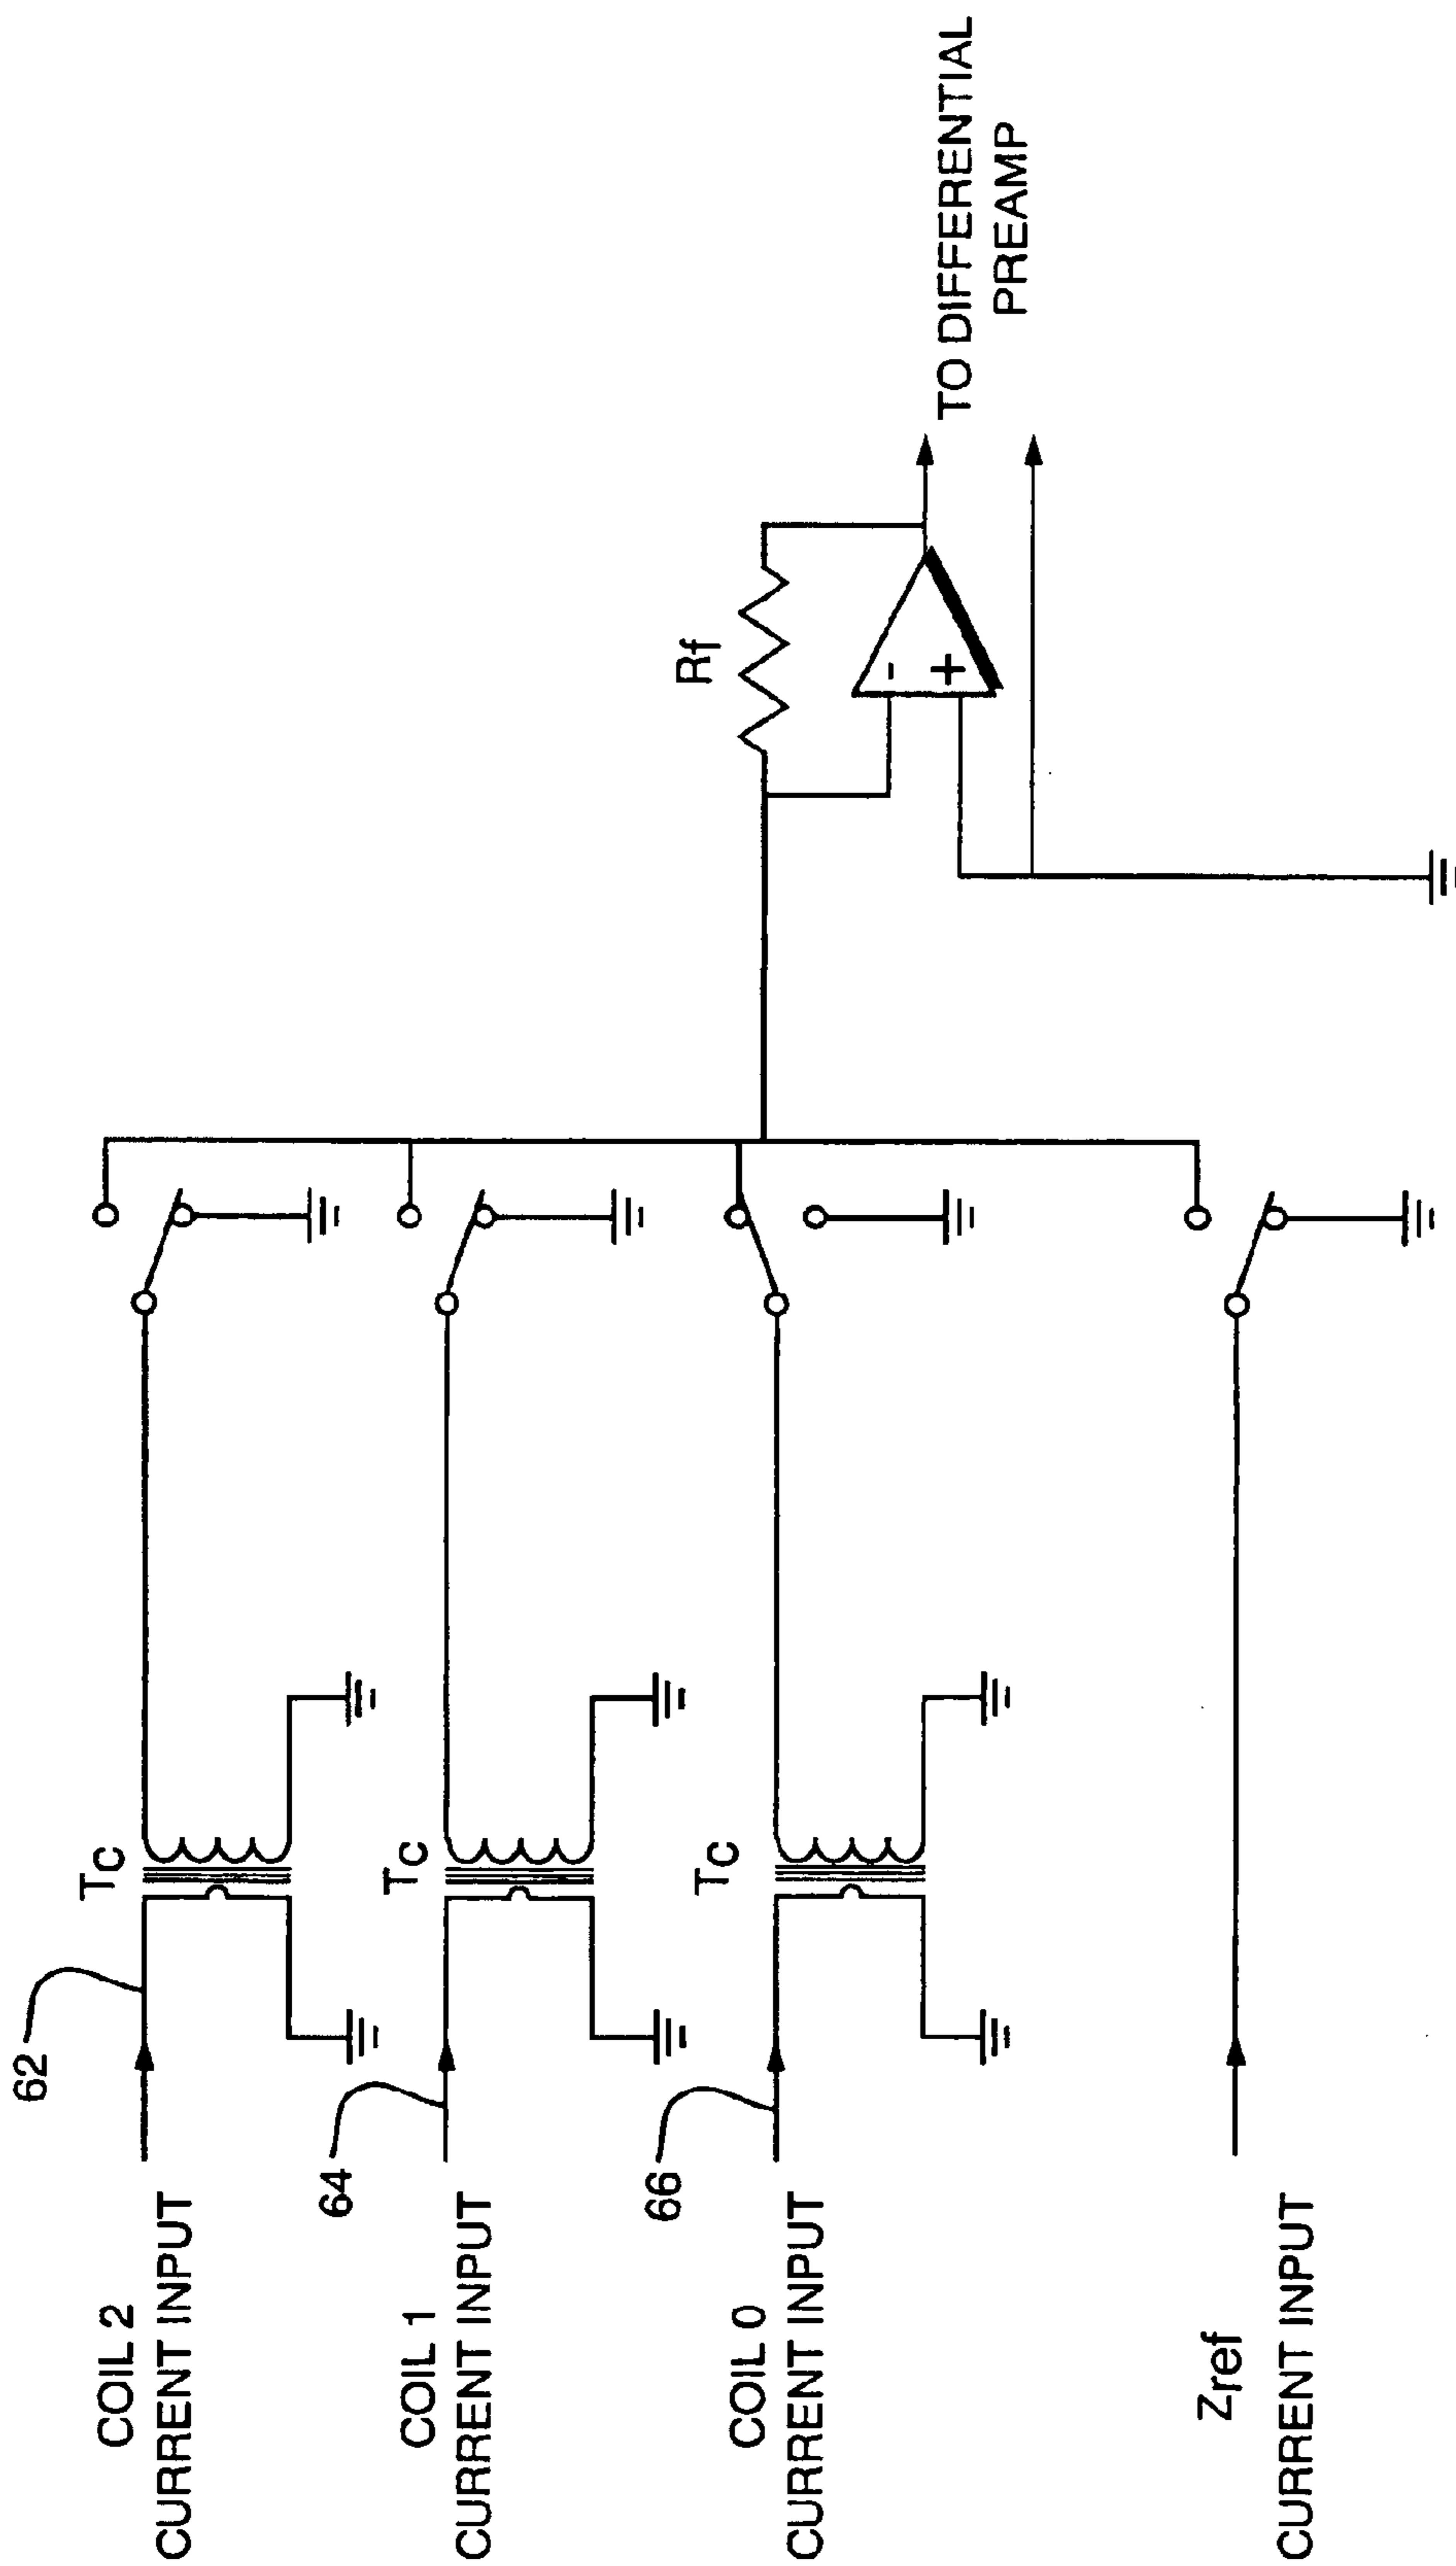 62
COIL 2
CURRENT INPUT
TC
64
COIL 1
CURRENT INPUT
TC
66
COIL 0
CURRENT INPUT
TC
Zref
CURRENT INPUT
Rf
-
+
TO DIFFERENTIAL
PREAMP